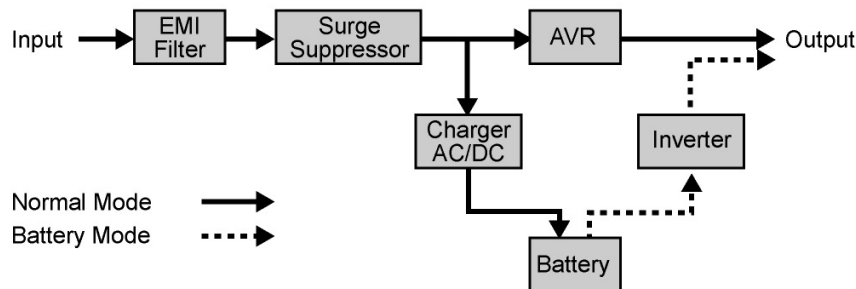 Input
EMI
Filter
Surge
Suppressor
AVR
Output
Charger
AC/DC
Inverter
Normal Mode
Battery Mode
Battery